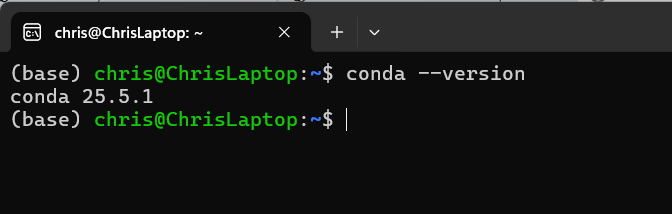 chris@ChrisLaptop: ~
(base) chris@ChrisLaptop:~$ conda --version
conda 25.5.1
(base) chris@ChrisLaptop:~$